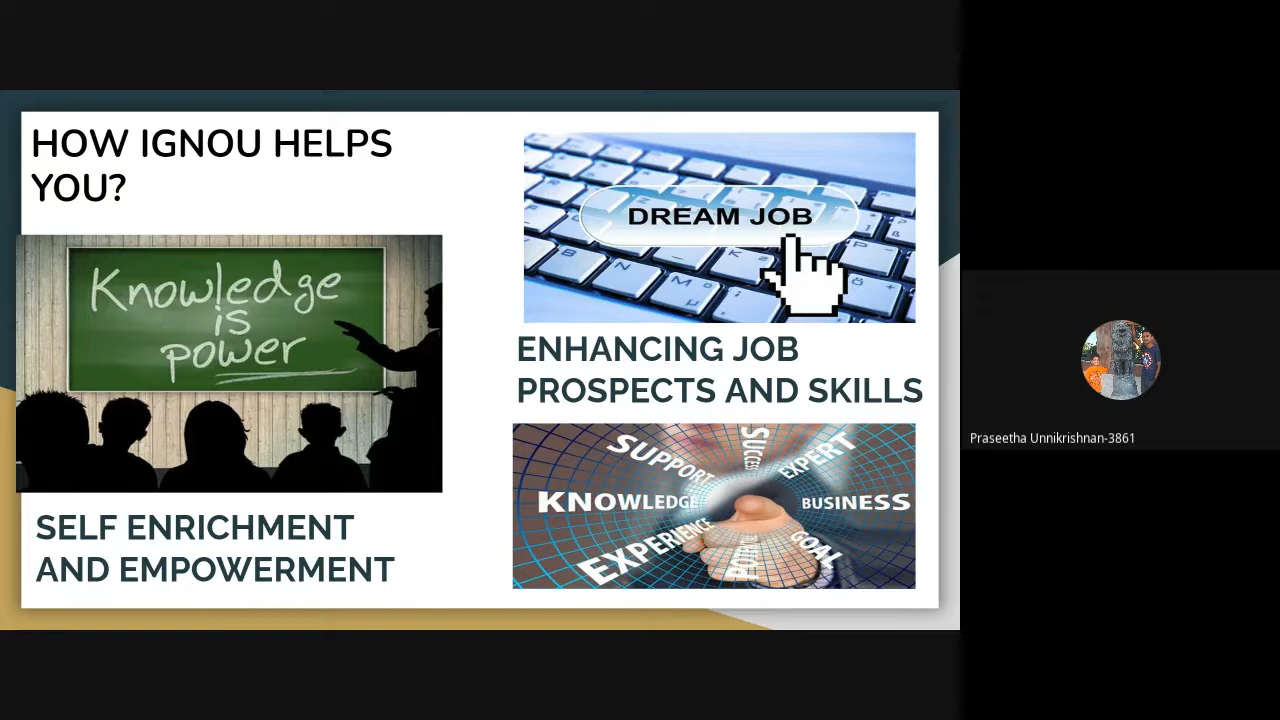 HOW IGNOU HELPS
YOU?
Knowledge
is
power
SELF ENRICHMENT
AND EMPOWERMENT
DREAM JOB
ENHANCING JOB
PROSPECTS AND SKILLS
SUPPORT
SUCCESS
EXPERT
KNOWLEDGE
BUSINESS
EXPERIENCE
GOAL
Praseetha Unnikrishnan-3861